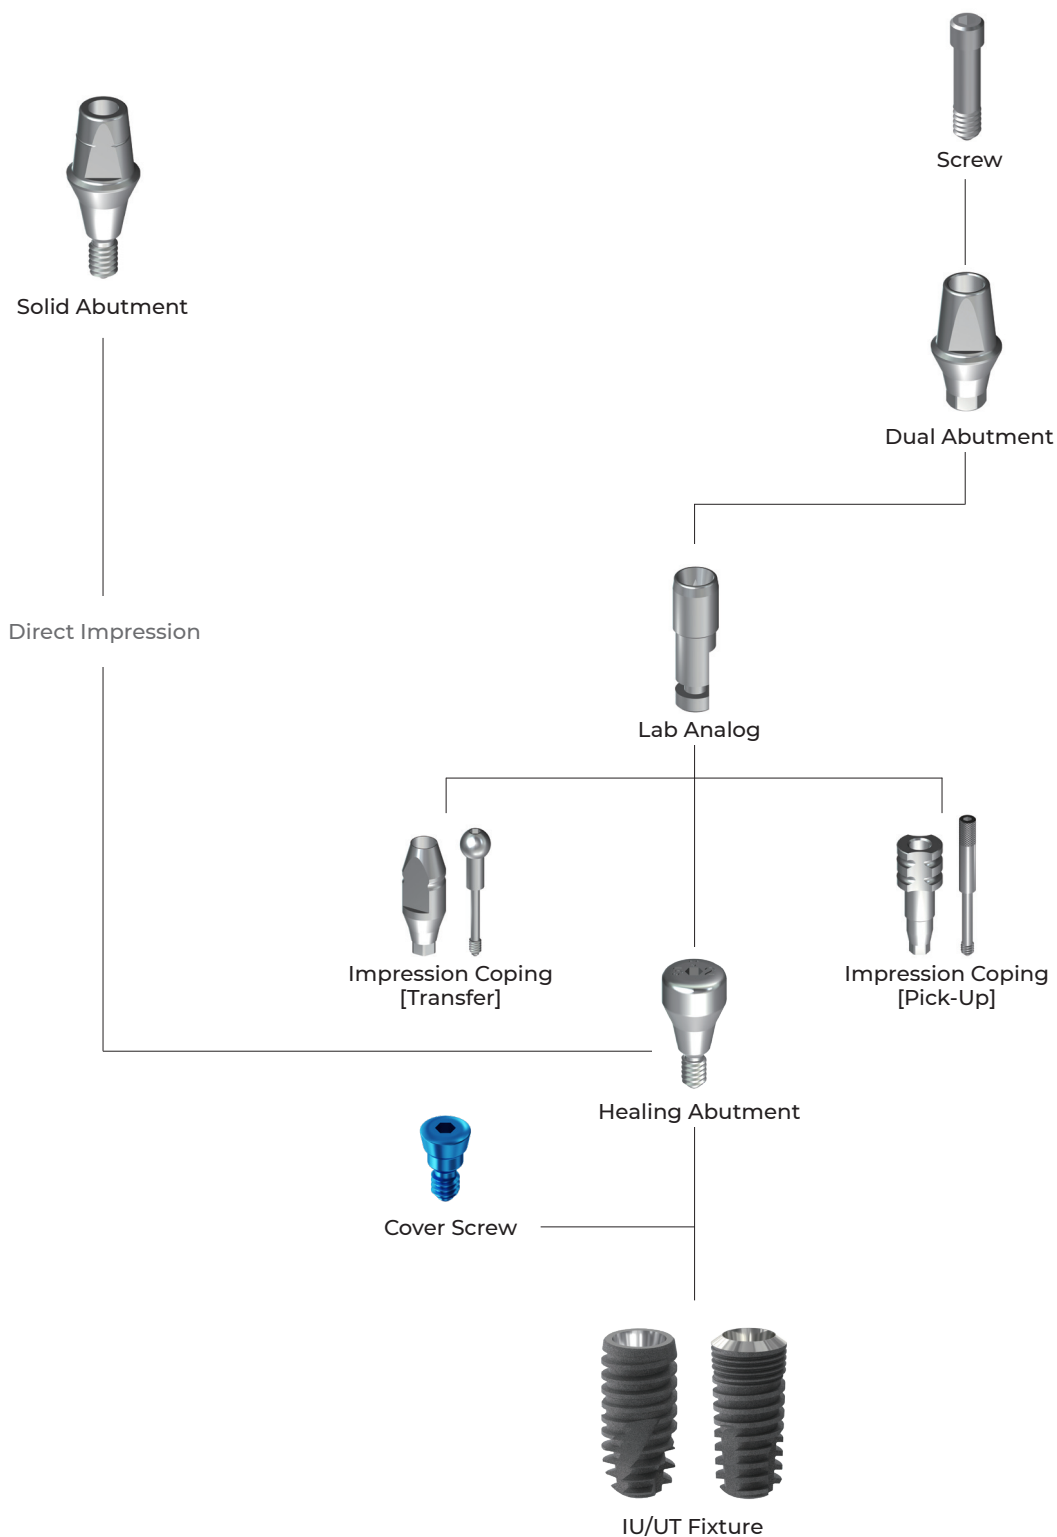 Screw
Solid Abutment
Dual Abutment
Direct Impression
Lab Analog
Impression Coping
[Transfer]
Impression Coping
[Pick-Up]
Healing Abutment
Cover Screw
IU/UT Fixture